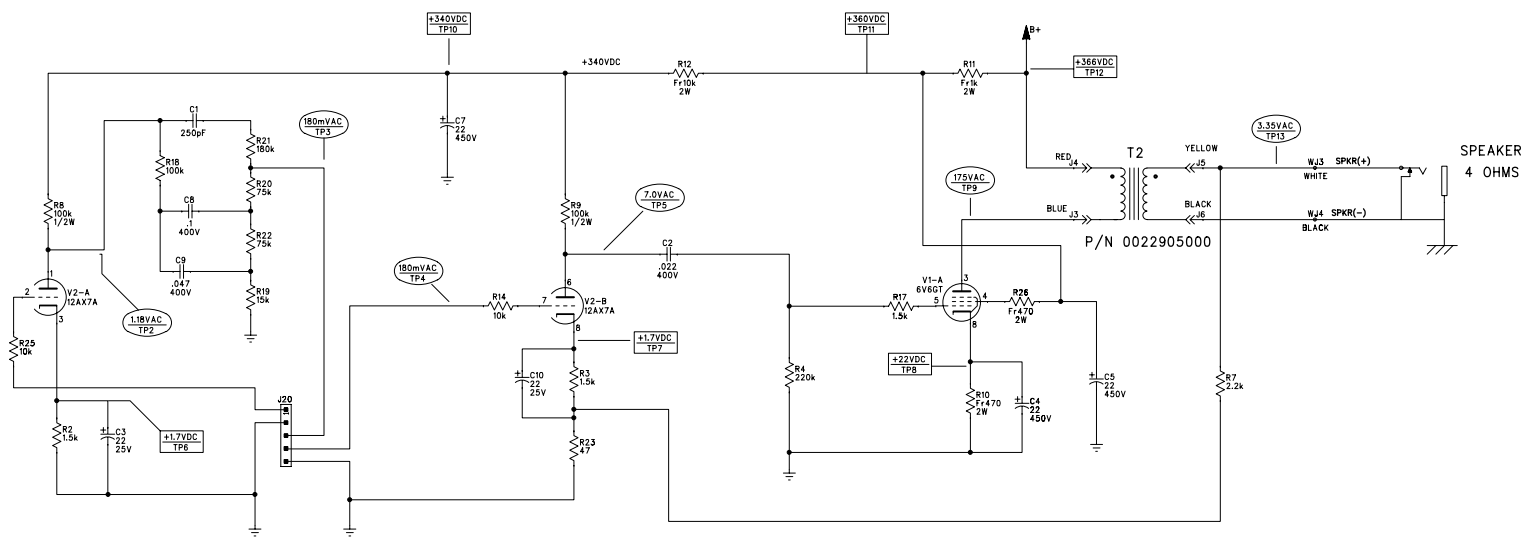 +340VDC
TP10
+360VDC
TP11
B+
+366VDC
TP12
+340VDC
R12
Fr10k
2W
R11
Fr1k
2W
C1
250pF
180mVAC
TP3
C7
22
450V
R21
180k
R18
100k
R20
75k
C8
.1
400V
R22
75k
C9
.047
400V
R19
15k
R8
100k
1/2W
R9
100k
1/2W
7.0VAC
TP5
C2
.022
400V
175VAC
TP9
RED
J4
T2
YELLOW
J5
3.35VAC
TP13
WJ3
SPKR(+)
WHITE
SPEAKER
4 OHMS
BLUE
J3
BLACK
J6
WJ4
SPKR(-)
BLACK
P/N 0022905000
1
2
V2-A
12AX7A
3
1.18VAC
TP2
R25
10k
180mVAC
TP4
R14
10k
6
7
V2-B
12AX7A
8
+1.7VDC
TP7
R17
1.5k
V1-A
6V6GT
3
5
4
8
R26
Fr470
2W
+22VDC
TP8
C10
22
25V
R3
1.5k
R4
220k
R10
Fr470
2W
C4
22
450V
C5
22
450V
R7
2.2k
J20
1
R2
1.5k
C3
22
25V
+1.7VDC
TP6
R23
47